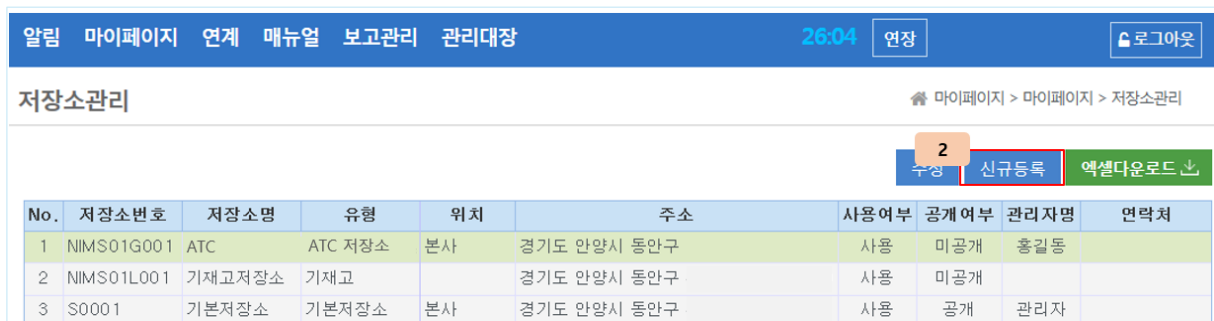 알림 마이페이지 연계 매뉴얼 보고관리 관리대장 26:04 연장 로그아웃
저장소관리 마이페이지 > 마이페이지 > 저장소관리
2
수정 신규등록 엑셀다운로드
No. 저장소번호 저장소명 유형 위치 주소 사용여부 공개여부 관리자명 연락처
1 NIMS01G001 ATC ATC 저장소 본사 경기도 안양시 동안구 사용 미공개 홍길동
2 NIMS01L001 기재고저장소 기재고 경기도 안양시 동안구 사용 미공개
3 S0001 기본저장소 기본저장소 본사 경기도 안양시 동안구 사용 공개 관리자